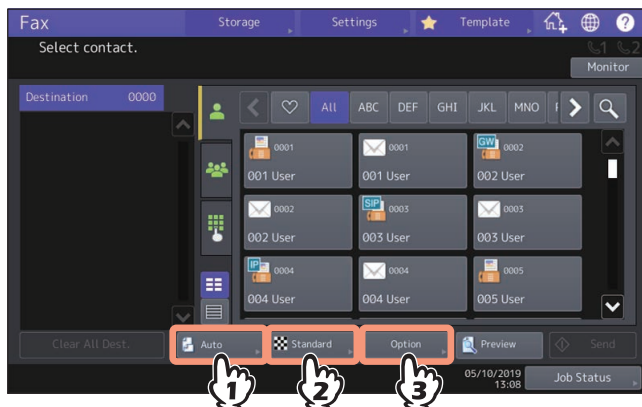 Fax
Storage
Settings
Template
?
Select contact.
1
2
Monitor
Destination 0000
All
ABC
DEF
GHI
JKL
MNO
0001
001 User
0001
001 User
GW
0002
002 User
0002
002 User
SIP
0003
003 User
0003
003 User
IP
0004
004 User
0004
004 User
0005
005 User
Clear All Dest.
Auto
Standard
Option
Preview
Send
1
2
3
05/10/2019
13:08
Job Status